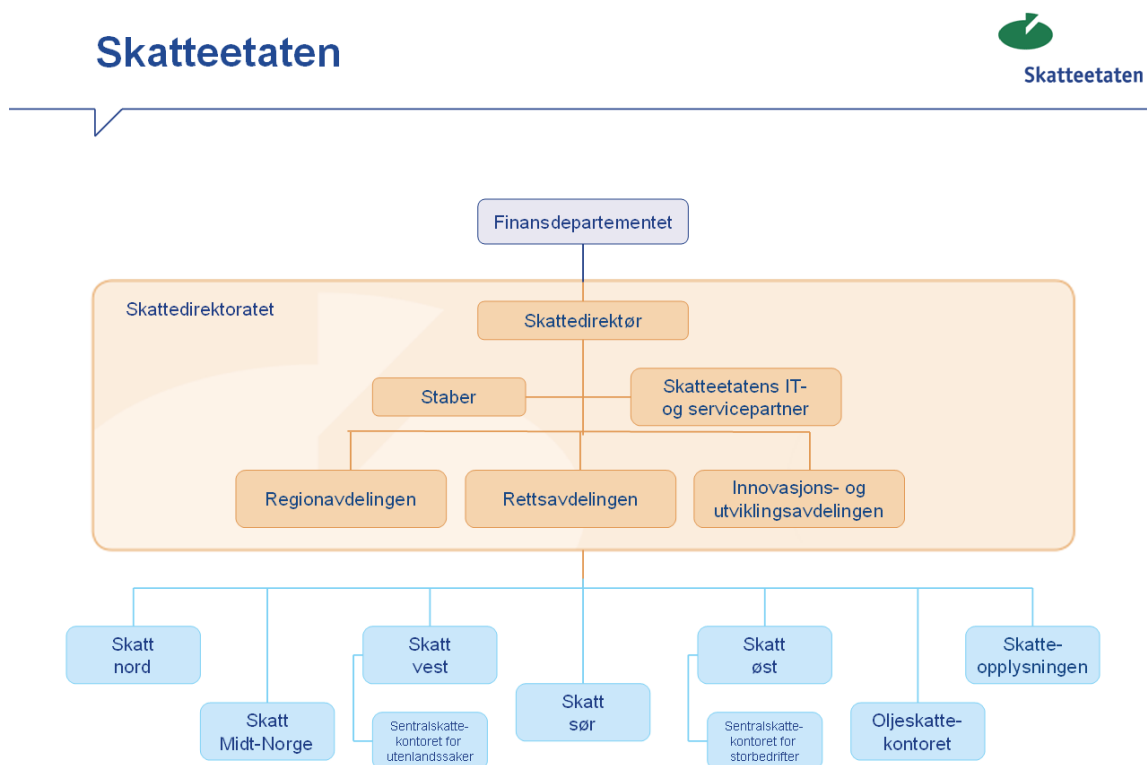 Skatteetaten
Skatteetaten
Finansdepartementet
Skattedirektoratet
Skattedirektør
Staber
Skatteetatens IT-
og servicepartner
Regionavdelingen
Rettsavdelingen
Innovasjons- og
utviklingsavdelingen
Skatt
nord
Skatt
Midt-Norge
Skatt
vest
Sentralskatte-
kontoret for
utenlandssaker
Skatt
sør
Skatt
øst
Sentralskatte-
kontoret for
storbedrifter
Oljeskatte-
kontoret
Skatte-
opplysningen